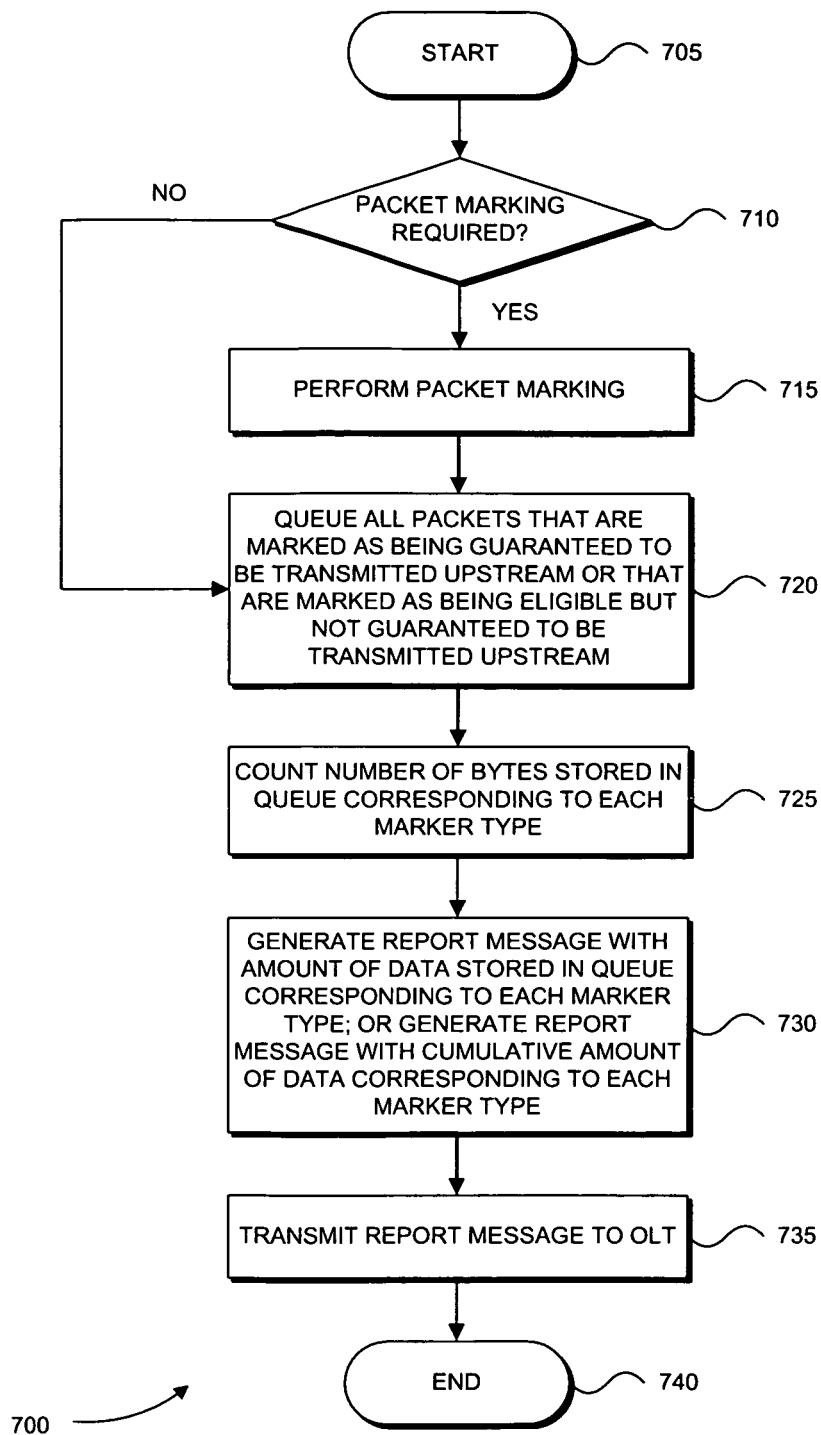 START
705
NO
PACKET MARKING
REQUIRED?
710
YES
PERFORM PACKET MARKING
715
QUEUE ALL PACKETS THAT ARE
MARKED AS BEING GUARANTEED TO
BE TRANSMITTED UPSTREAM OR THAT
ARE MARKED AS BEING ELIGIBLE BUT
NOT GUARANTEED TO BE
TRANSMITTED UPSTREAM
720
COUNT NUMBER OF BYTES STORED IN
QUEUE CORRESPONDING TO EACH
MARKER TYPE
725
GENERATE REPORT MESSAGE WITH
AMOUNT OF DATA STORED IN QUEUE
CORRESPONDING TO EACH MARKER
TYPE; OR GENERATE REPORT
MESSAGE WITH CUMULATIVE AMOUNT
OF DATA CORRESPONDING TO EACH
MARKER TYPE
730
TRANSMIT REPORT MESSAGE TO OLT
735
END
740
700